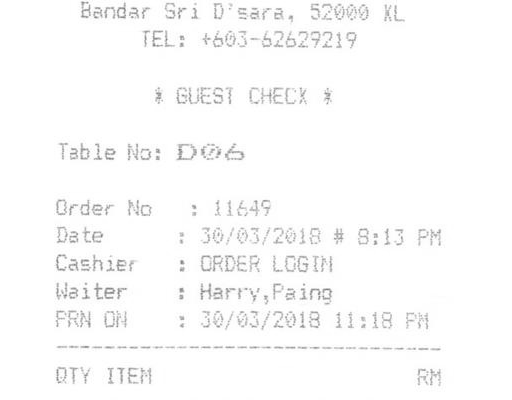 Bandar Sri D'sara, 52000 KL
TEL: +603-62629219
* GUEST CHECK *
Table No: D06
Order No : 11649
Date : 30/03/2018 # 8:13 PM
Cashier : ORDER LOGIN
Waiter : Harry,Paing
PRN ON : 30/03/2018 11:18 PM
--------------------------------
QTY ITEM RM